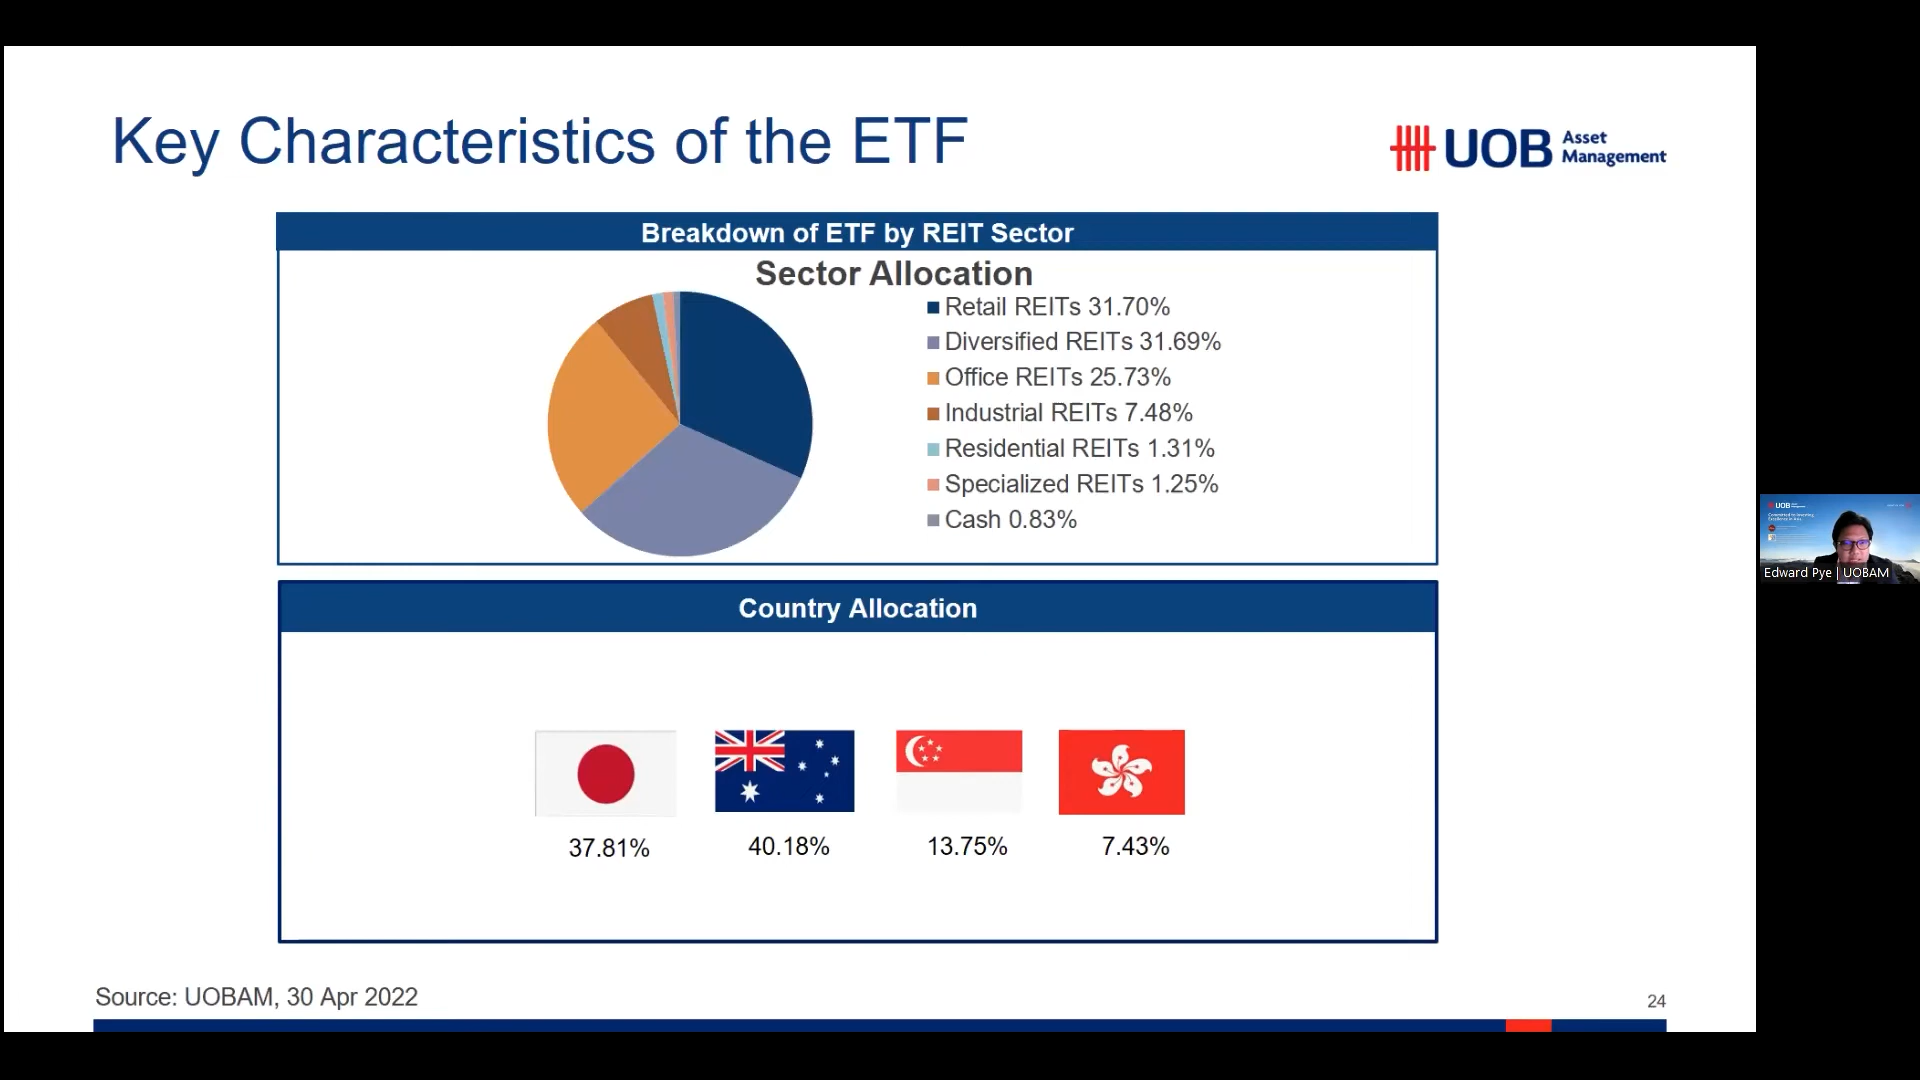 Key Characteristics of the ETF
UOB Asset Management
Breakdown of ETF by REIT Sector
Sector Allocation
Retail REITs 31.70%
Diversified REITs 31.69%
Office REITs 25.73%
Industrial REITs 7.48%
Residential REITs 1.31%
Specialized REITs 1.25%
Cash 0.83%
UOB
Edward Pye | UOBAM
Country Allocation
37.81% 40.18% 13.75% 7.43%
Source: UOBAM, 30 Apr 2022
24